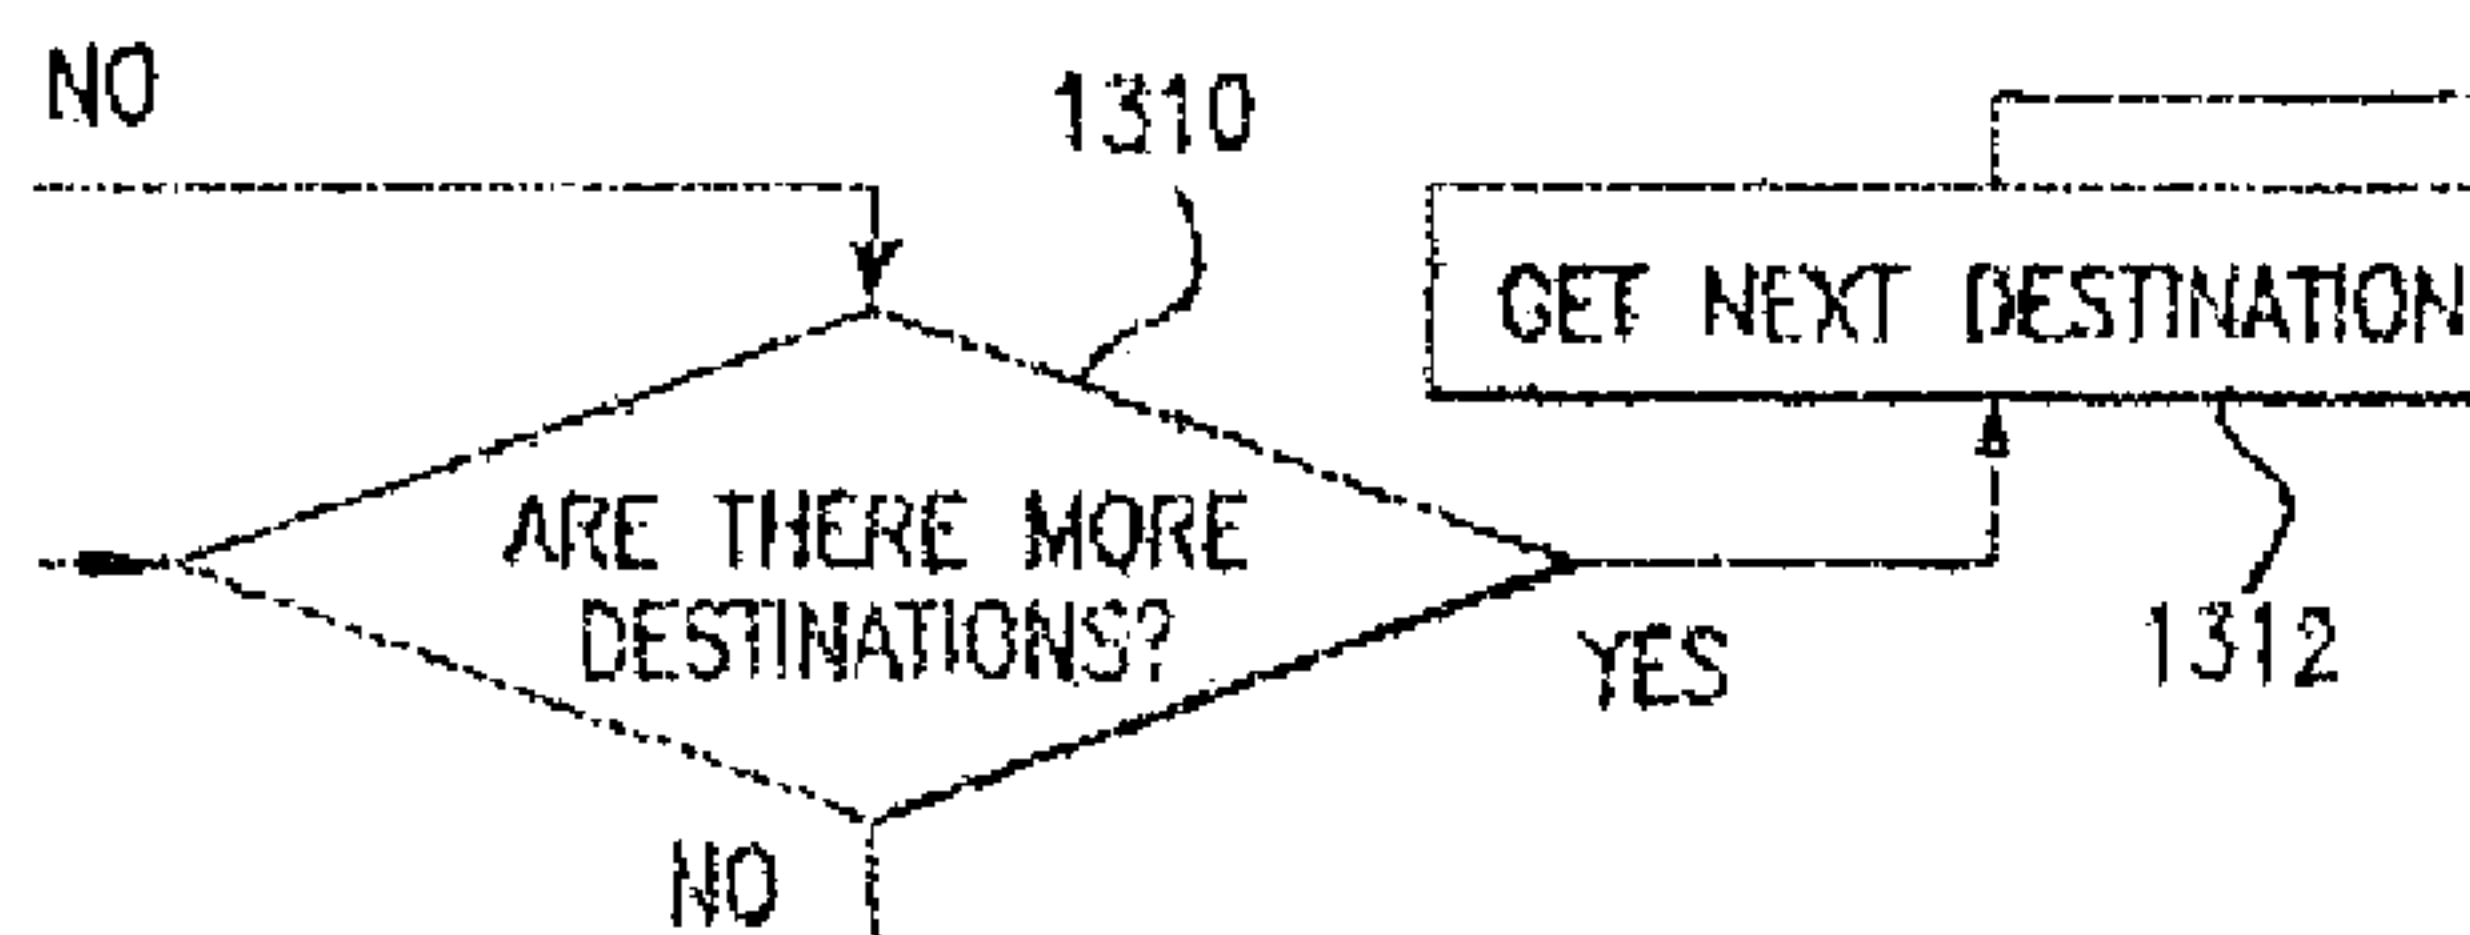 NO
1310
GET NEXT DESTINATION
ARE THERE MORE
DESTINATIONS?
YES
1312
NO